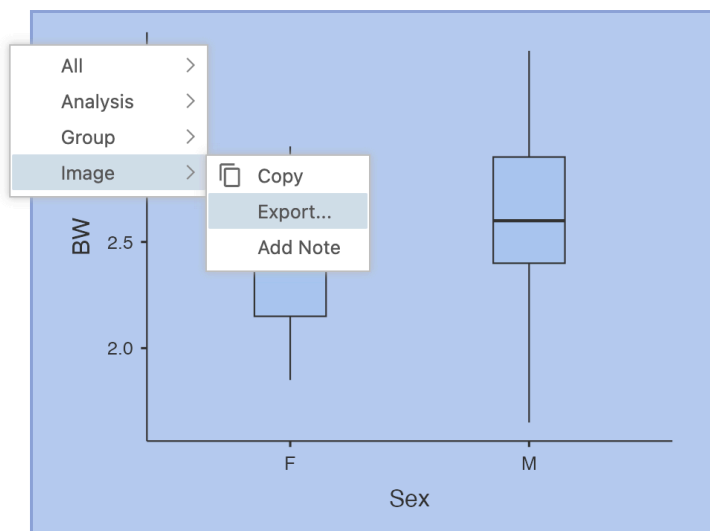 All
Analysis
Group
Image
Copy
Export...
Add Note
BW
2.5
2.0
F
M
Sex